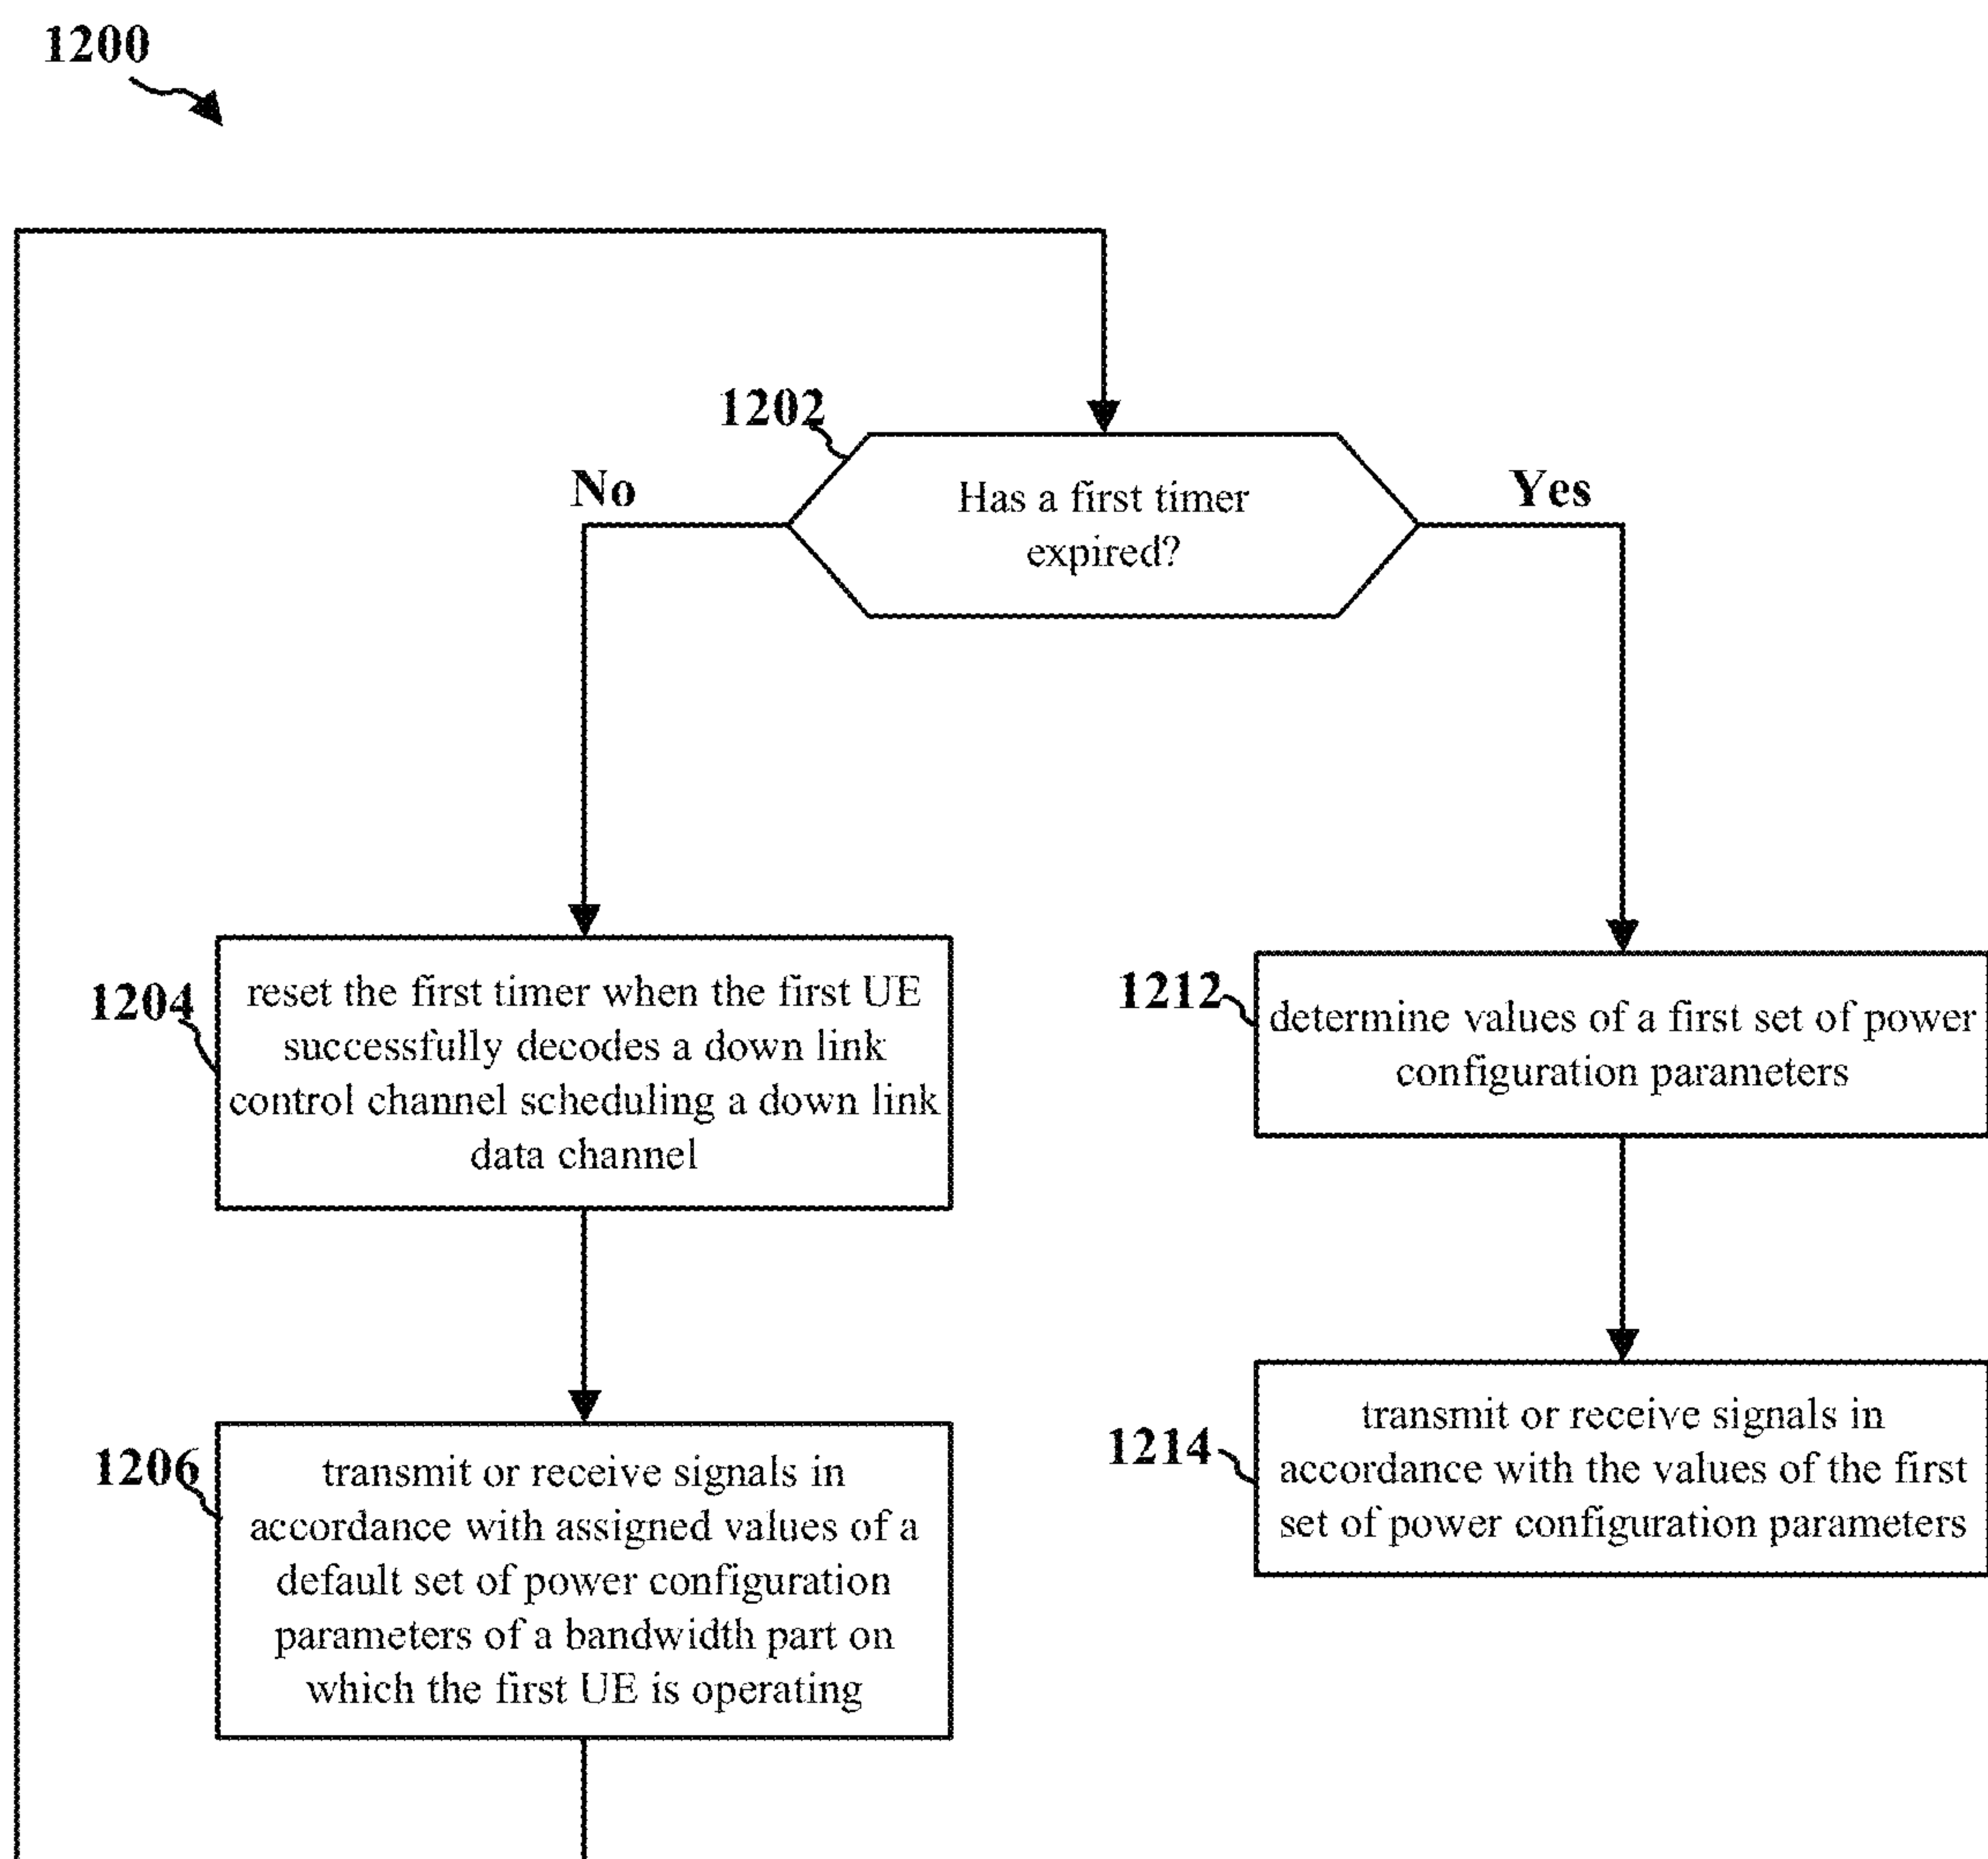 1200
1202
No
Has a first timer
expired?
Yes
1204
reset the first timer when the first UE
successfully decodes a down link
control channel scheduling a down link
data channel
1212
determine values of a first set of power
configuration parameters
1206
transmit or receive signals in
accordance with assigned values of a
default set of power configuration
parameters of a bandwidth part on
which the first UE is operating
1214
transmit or receive signals in
accordance with the values of the first
set of power configuration parameters